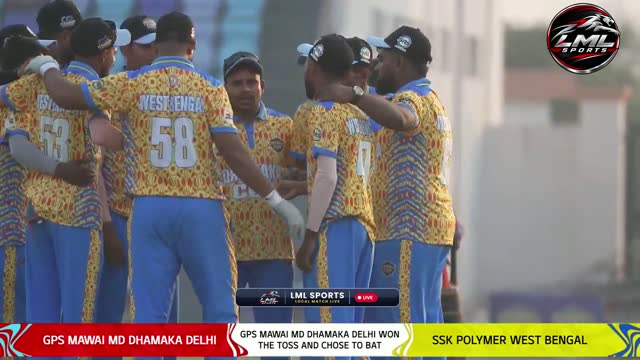 LML
SPORTS
WEST BENGAL
58
53
LML SPORTS
LOCAL MATCH LIVE
LIVE
GPS MAWAI MD DHAMAKA DELHI
GPS MAWAI MD DHAMAKA DELHI WON
THE TOSS AND CHOSE TO BAT
SSK POLYMER WEST BENGAL